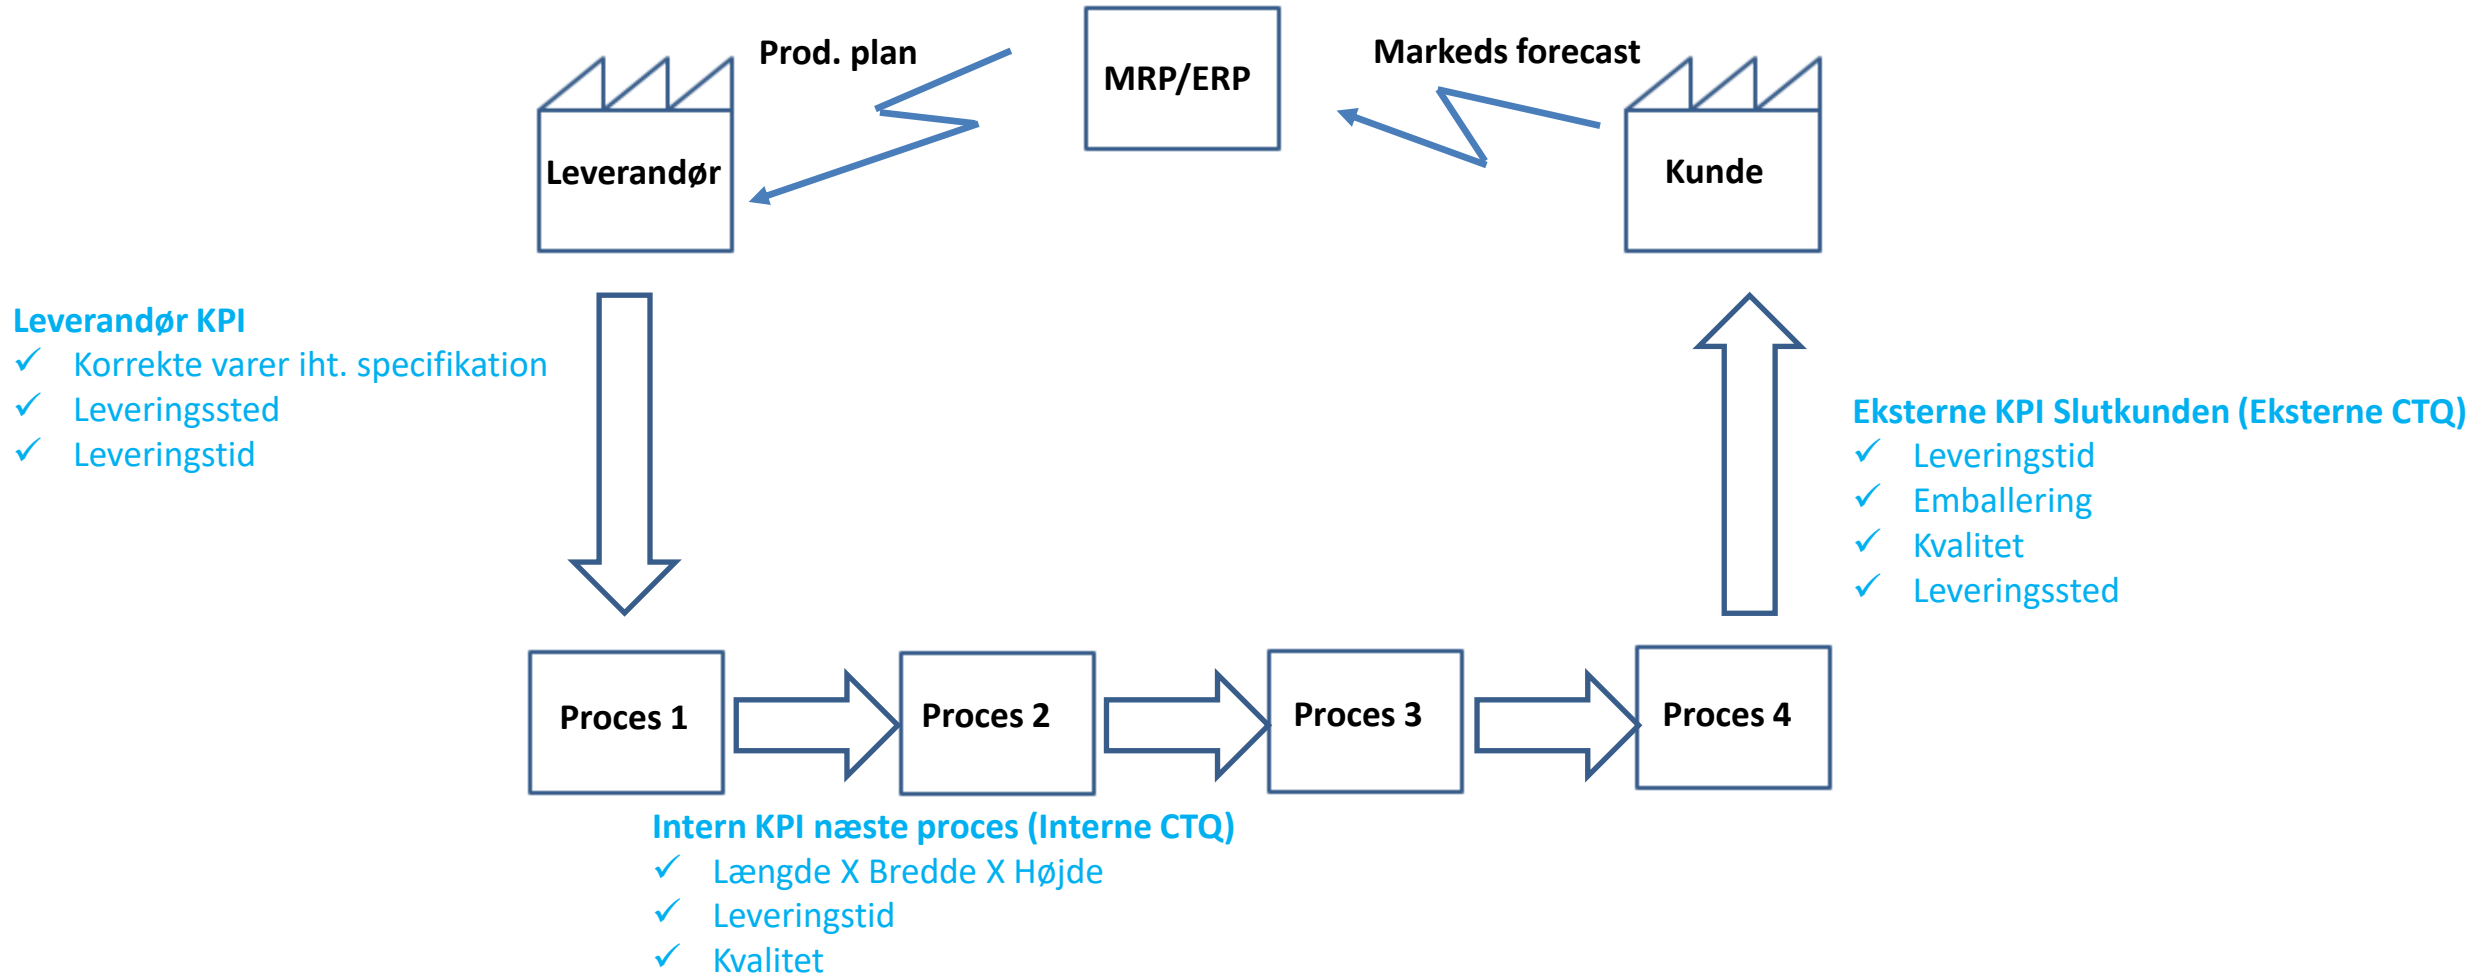 Prod. plan
MRP/ERP
Markeds forecast
Leverandør
Kunde
Leverandør KPI
✓ Korrekte varer iht. specifikation
✓ Leveringssted
✓ Leveringstid
Eksterne KPI Slutkunden (Eksterne CTQ)
✓ Leveringstid
✓ Emballering
✓ Kvalitet
✓ Leveringssted
Proces 1
Proces 2
Proces 3
Proces 4
Intern KPI næste proces (Interne CTQ)
✓ Længde X Bredde X Højde
✓ Leveringstid
✓ Kvalitet